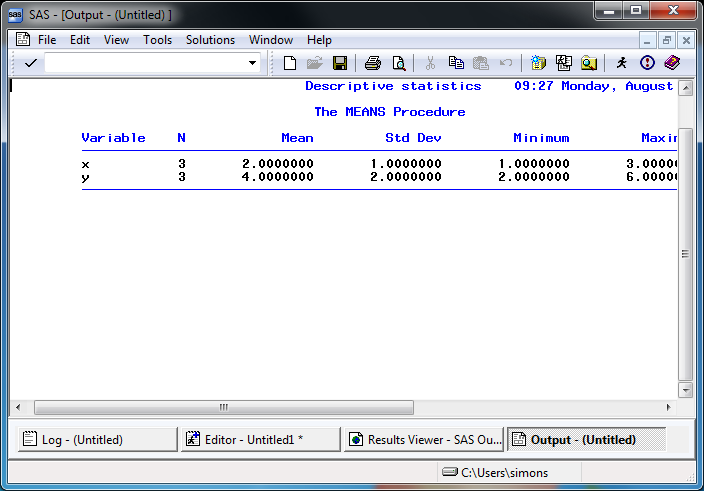 sas SAS - [Output - (Untitled) ]
File Edit View Tools Solutions Window Help
Descriptive statistics 09:27 Monday, August
The MEANS Procedure
Variable N Mean Std Dev Minimum Maxim
x 3 2.0000000 1.0000000 1.0000000 3.00000
y 3 4.0000000 2.0000000 2.0000000 6.00000
Log - (Untitled) Editor - Untitled1 * Results Viewer - SAS Ou... Output - (Untitled)
C:\Users\simons